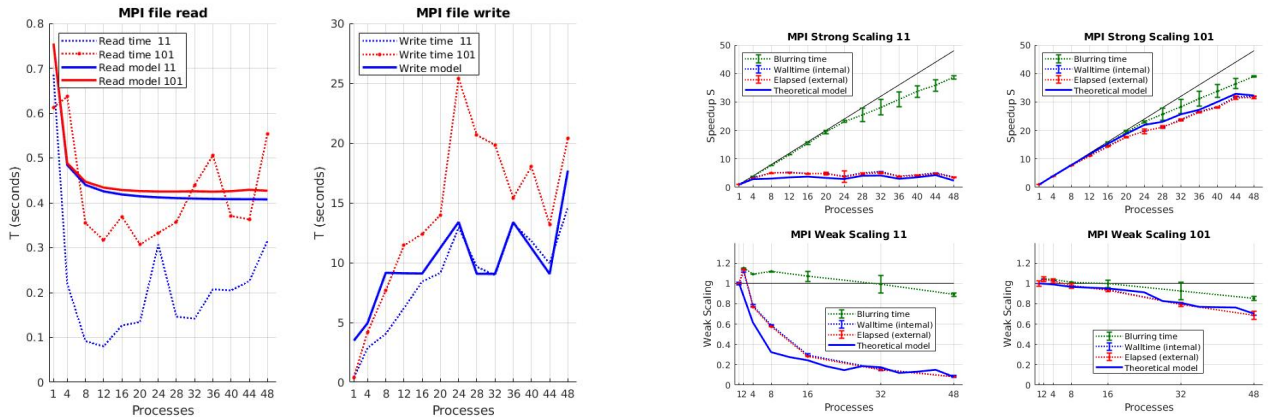 MPI file read
0.8
0.7
0.6
0.5
0.4
0.3
0.2
0.1
0
T (seconds)
Read time 11
Read time 101
Read model 11
Read model 101
1 4 8 12 16 20 24 28 32 36 40 44 48
Processes
MPI file write
30
25
20
15
10
5
0
T (seconds)
Write time 11
Write time 101
Write model
1 4 8 12 16 20 24 28 32 36 40 44 48
Processes
MPI Strong Scaling 11
50
40
30
20
10
0
Speedup S
Blurring time
Walltime (internal)
Elapsed (external)
Theoretical model
1 4 8 12 16 20 24 28 32 36 40 44 48
Processes
MPI Strong Scaling 101
50
40
30
20
10
0
Speedup S
Blurring time
Walltime (internal)
Elapsed (external)
Theoretical model
1 4 8 12 16 20 24 28 32 36 40 44 48
Processes
MPI Weak Scaling 11
1.2
1
0.8
0.6
0.4
0.2
0
Weak Scaling
Blurring time
Walltime (internal)
Elapsed (external)
Theoretical model
1 2 4 8 16 32 48
Processes
MPI Weak Scaling 101
1.2
1
0.8
0.6
0.4
0.2
0
Weak Scaling
Blurring time
Walltime (internal)
Elapsed (external)
Theoretical model
1 2 4 8 16 32 48
Processes